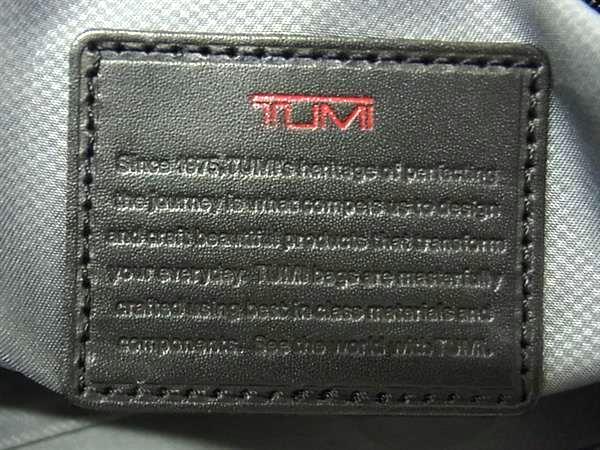 TUMI
Since 1975, TUMI's heritage of perfecting
the journey is what compels us to design
and craft beautiful products that transform
your everyday. TUMI bags are masterfully
crafted using best in class materials and
components. See the world with TUMI.